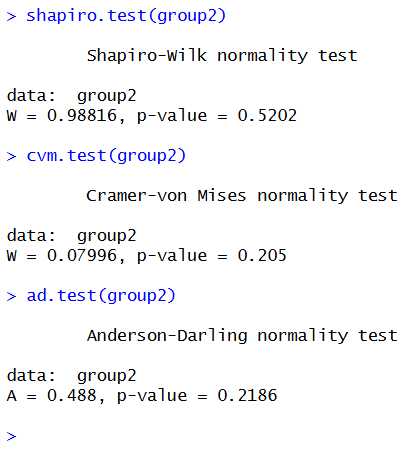 > shapiro.test(group2)
Shapiro-Wilk normality test
data:  group2
W = 0.98816, p-value = 0.5202
> cvm.test(group2)
Cramer-von Mises normality test
data:  group2
W = 0.07996, p-value = 0.205
> ad.test(group2)
Anderson-Darling normality test
data:  group2
A = 0.488, p-value = 0.2186
>